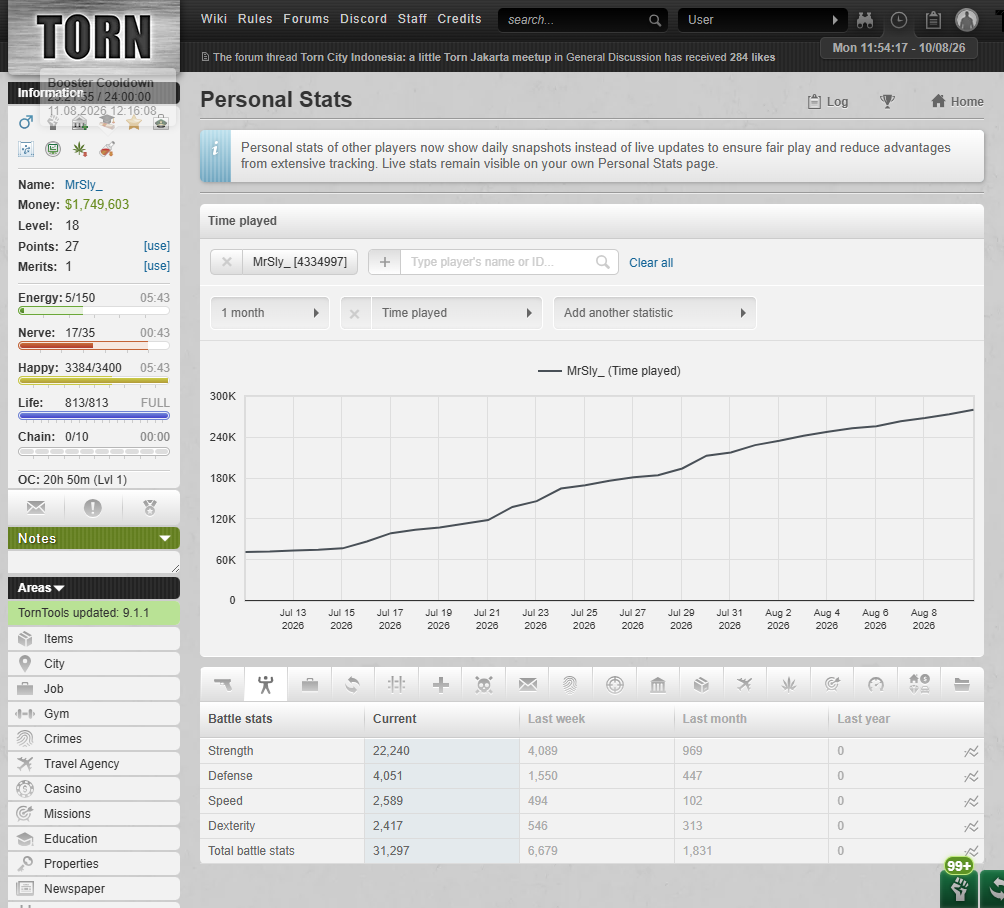 TORN
Wiki Rules Forums Discord Staff Credits
search...
User
Mon 11:54:17 - 10/08/26
The forum thread Torn City Indonesia: a little Torn Jakarta meetup in General Discussion has received 284 likes
Booster Cooldown
Information
23:21:55 / 24:00:00
11.08.2026 12:16:08
Name: MrSly_
Money: $1,749,603
Level: 18
Points: 27 [use]
Merits: 1 [use]
Energy: 5/150 05:43
Nerve: 17/35 00:43
Happy: 3384/3400 05:43
Life: 813/813 FULL
Chain: 0/10 00:00
OC: 20h 50m (Lvl 1)
Notes
Areas
TornTools updated: 9.1.1
Items
City
Job
Gym
Crimes
Travel Agency
Casino
Missions
Education
Properties
Newspaper
Personal Stats
Log
Home
Personal stats of other players now show daily snapshots instead of live updates to ensure fair play and reduce advantages
from extensive tracking. Live stats remain visible on your own Personal Stats page.
Time played
MrSly_ [4334997]
Type player's name or ID...
Clear all
1 month
Time played
Add another statistic
MrSly_ (Time played)
300K
240K
180K
120K
60K
0
Jul 13 Jul 15 Jul 17 Jul 19 Jul 21 Jul 23 Jul 25 Jul 27 Jul 29 Jul 31 Aug 2 Aug 4 Aug 6 Aug 8
2026 2026 2026 2026 2026 2026 2026 2026 2026 2026 2026 2026 2026 2026
Battle stats Current Last week Last month Last year
Strength 22,240 4,089 969 0
Defense 4,051 1,550 447 0
Speed 2,589 494 102 0
Dexterity 2,417 546 313 0
Total battle stats 31,297 6,679 1,831 0
99+